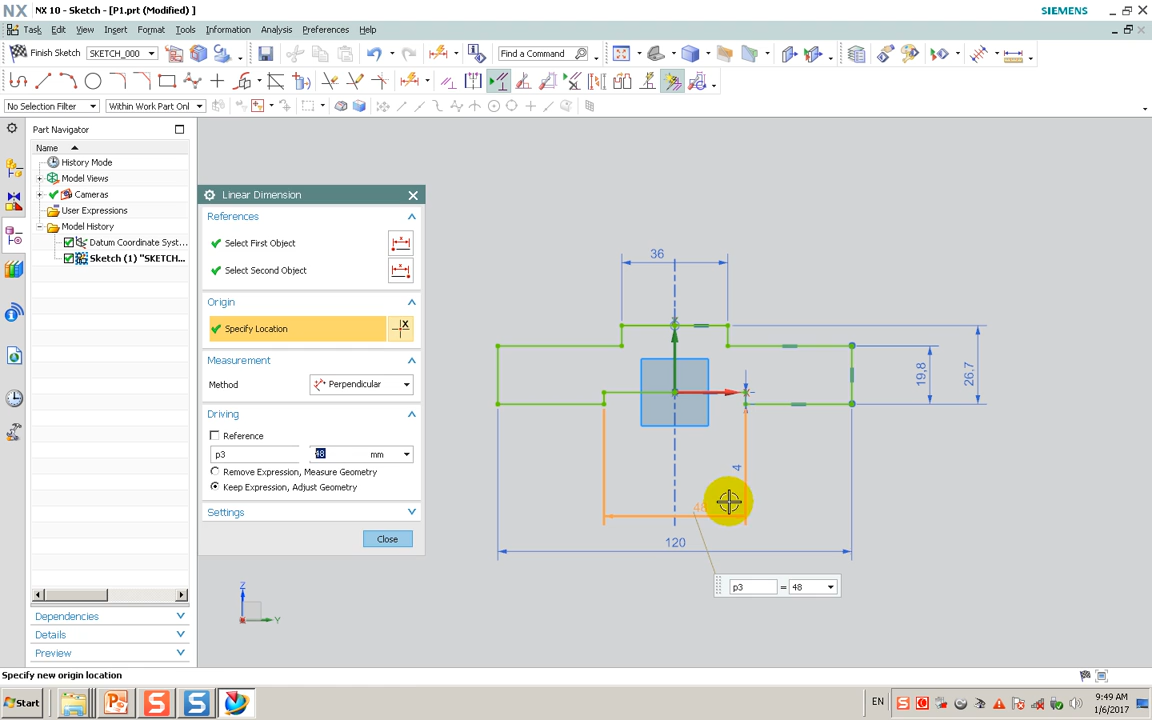 NX NX 10 - Sketch - [P1.prt (Modified) ] SIEMENS
Task Edit View Insert Format Tools Information Analysis Preferences Help
Finish Sketch SKETCH_000 Find a Command
No Selection Filter Within Work Part Onl
Part Navigator
Name
History Mode
Model Views
Cameras
User Expressions
Model History
Datum Coordinate Syst...
Sketch (1) "SKETCH...
Dependencies
Details
Preview
Linear Dimension
References
Select First Object
Select Second Object
Origin
Specify Location
Measurement
Method Perpendicular
Driving
Reference
p3 48 mm
Remove Expression, Measure Geometry
Keep Expression, Adjust Geometry
Settings
Close
36
19,8
26,7
4
120
p3 = 48
Z
Y
Specify new origin location
Start EN 9:49 AM
1/6/2017